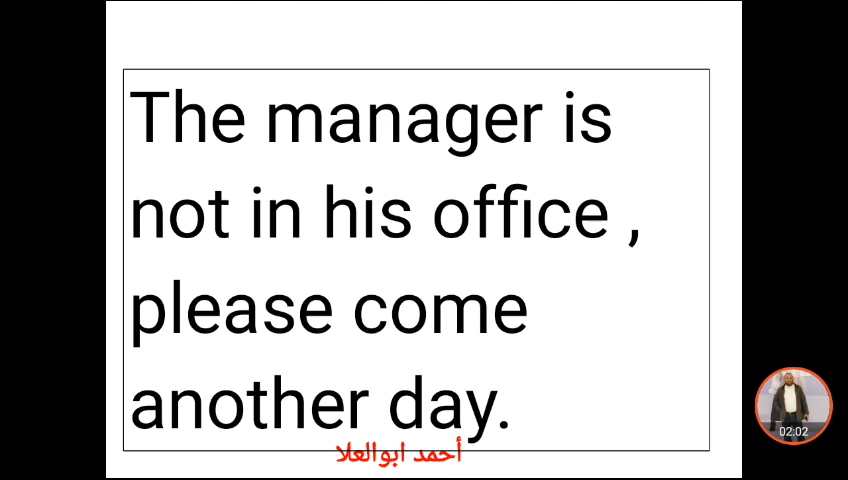 The manager is
not in his office ,
please come
another day.
أحمد ابوالعلا
02:02